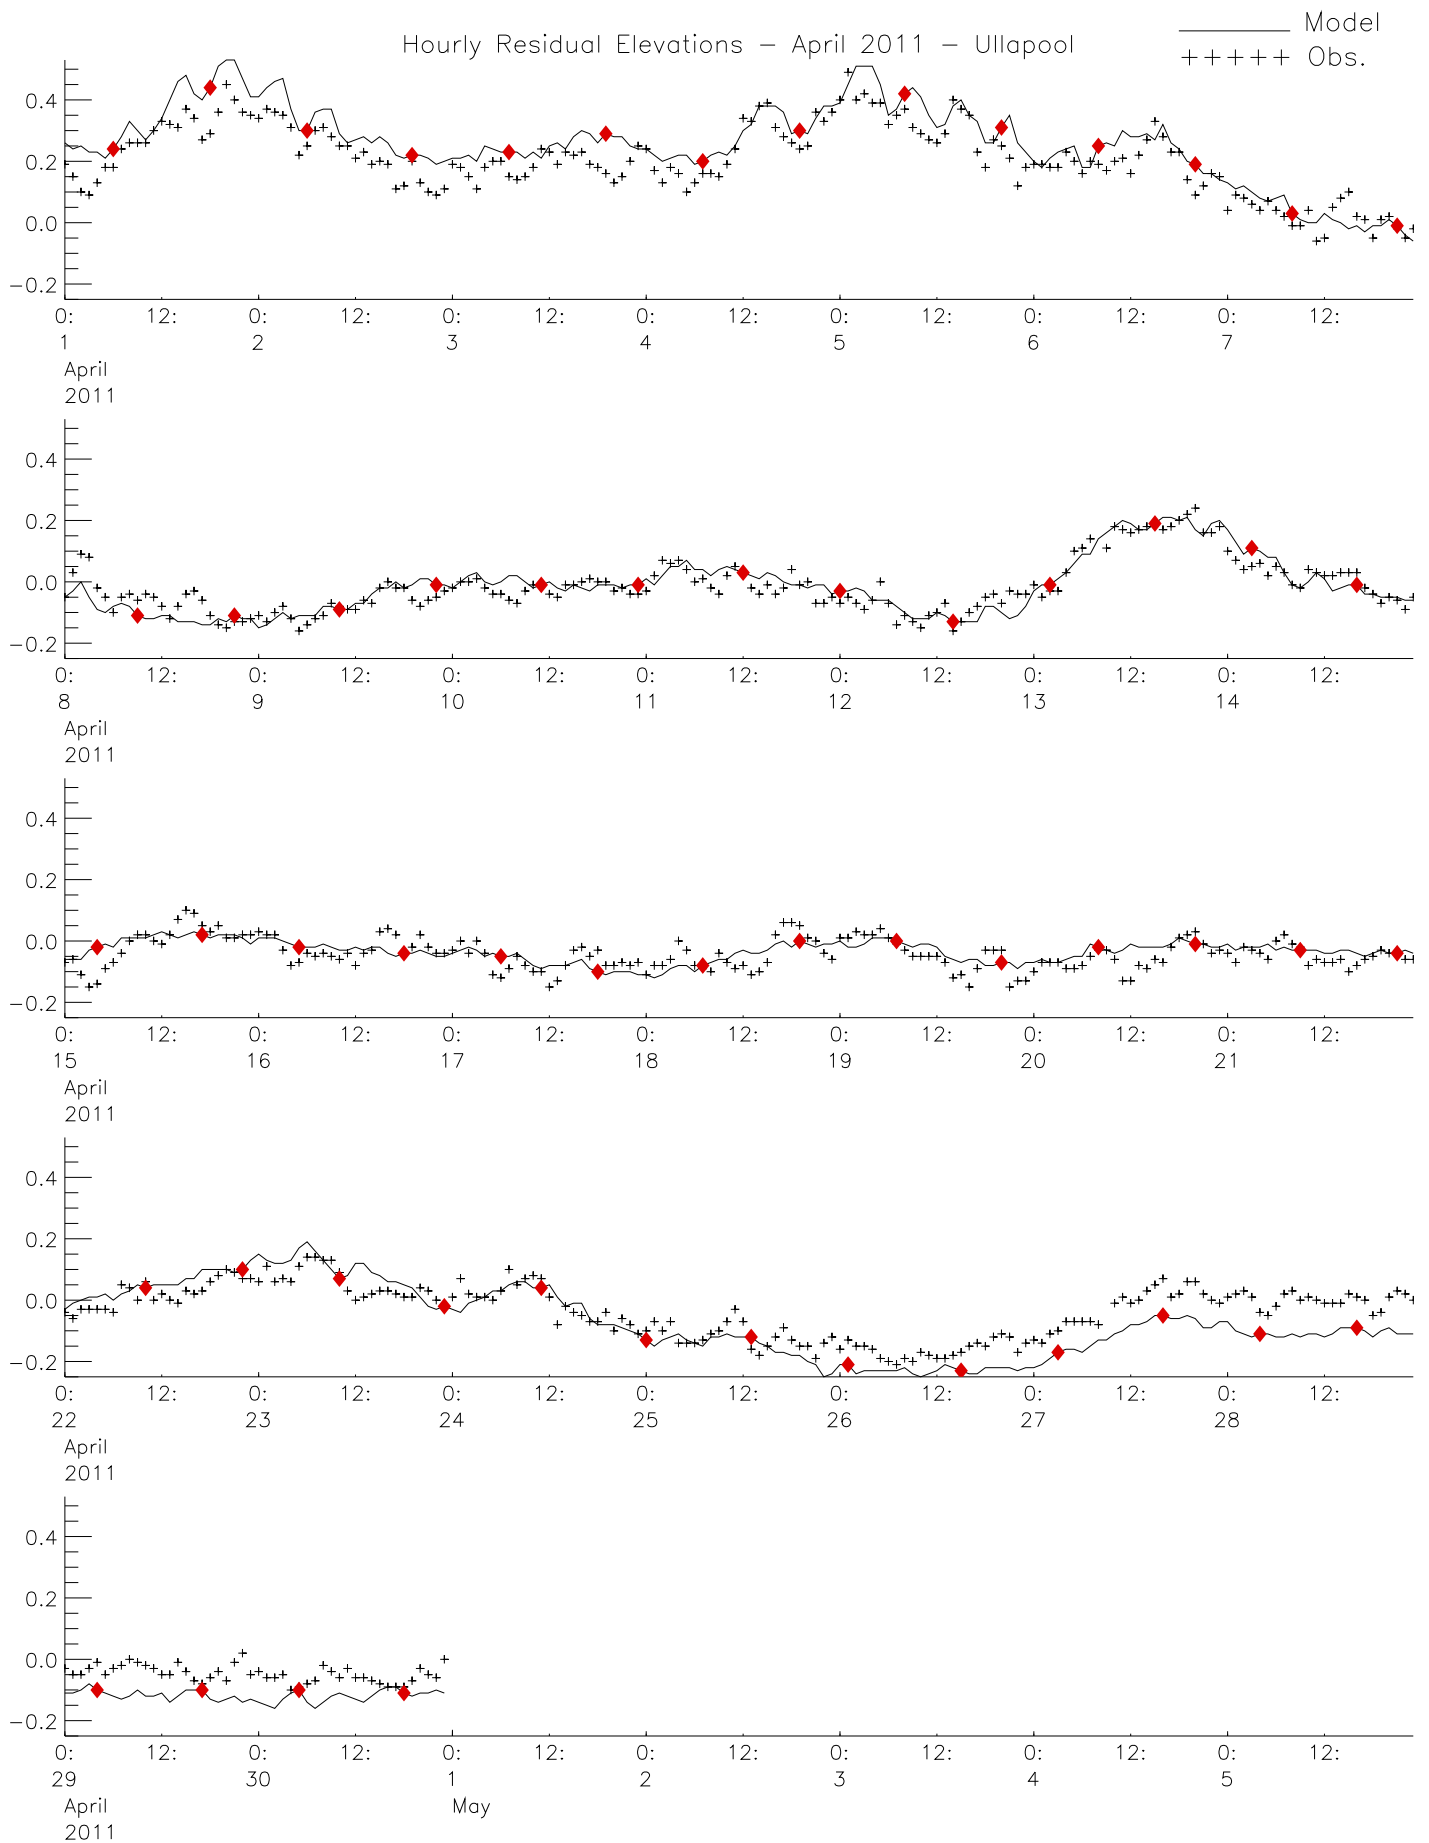 Hourly Residual Elevations – April 2011 – Ullapool
Model
+++++ Obs.
0.4
0.2
0.0
−0.2
0: 12: 0: 12: 0: 12: 0: 12: 0: 12: 0: 12: 0: 12:
1 2 3 4 5 6 7
April
2011
0.4
0.2
0.0
−0.2
0: 12: 0: 12: 0: 12: 0: 12: 0: 12: 0: 12: 0: 12:
8 9 10 11 12 13 14
April
2011
0.4
0.2
0.0
−0.2
0: 12: 0: 12: 0: 12: 0: 12: 0: 12: 0: 12: 0: 12:
15 16 17 18 19 20 21
April
2011
0.4
0.2
0.0
−0.2
0: 12: 0: 12: 0: 12: 0: 12: 0: 12: 0: 12: 0: 12:
22 23 24 25 26 27 28
April
2011
0.4
0.2
0.0
−0.2
0: 12: 0: 12: 0: 12: 0: 12: 0: 12: 0: 12: 0: 12:
29 30 1 2 3 4 5
April May
2011